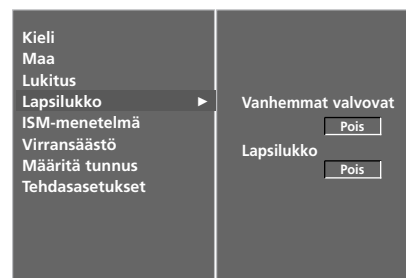 Kieli
Maa
Lukitus
Lapsilukko ►
ISM-menetelmä
Virransäästö
Määritä tunnus
Tehdasasetukset
Vanhemmat valvovat
Pois
Lapsilukko
Pois